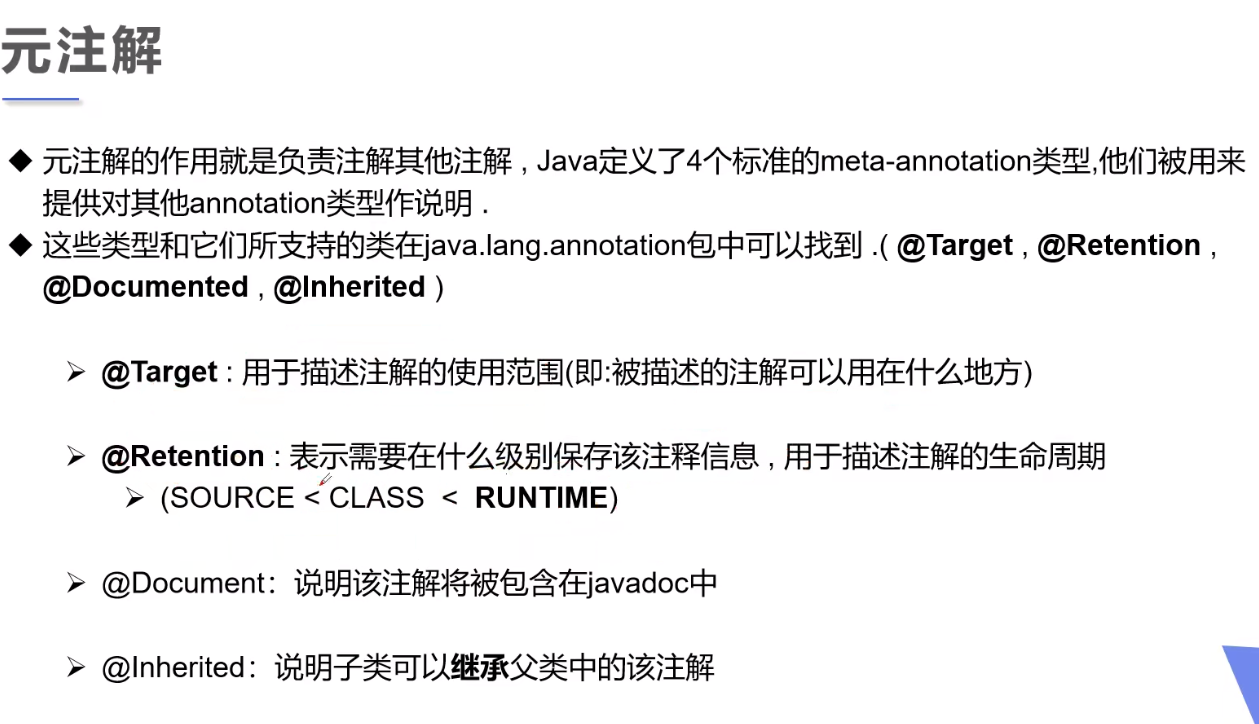 元注解
◆ 元注解的作用就是负责注解其他注解 , Java定义了4个标准的meta-annotation类型,他们被用来
提供对其他annotation类型作说明 .
◆ 这些类型和它们所支持的类在java.lang.annotation包中可以找到 .( @Target , @Retention ,
@Documented , @Inherited )
➢ @Target : 用于描述注解的使用范围(即:被描述的注解可以用在什么地方)
➢ @Retention : 表示需要在什么级别保存该注释信息 , 用于描述注解的生命周期
➢ (SOURCE < CLASS < RUNTIME)
➢ @Document：说明该注解将被包含在javadoc中
➢ @Inherited：说明子类可以继承父类中的该注解